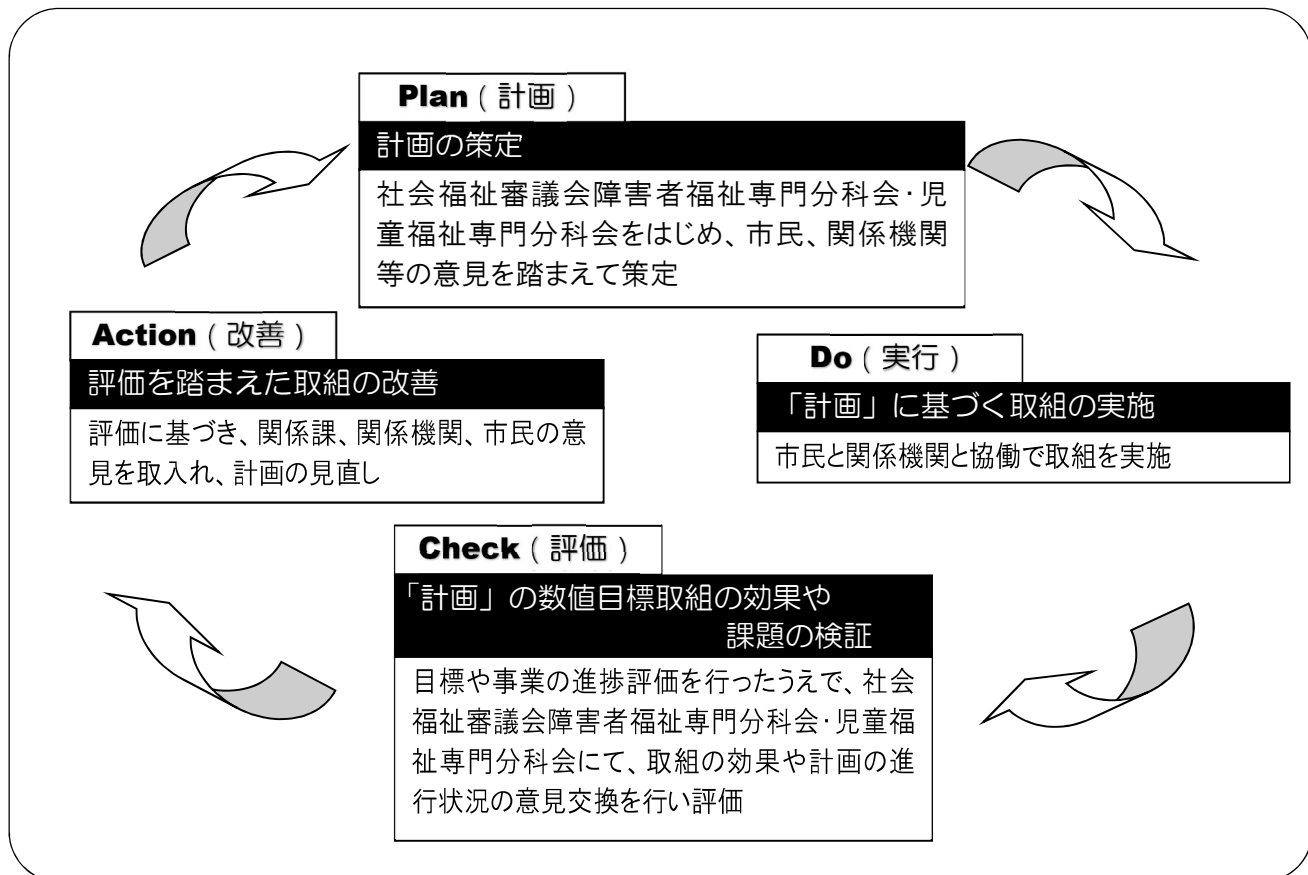 Plan(計画)
計画の策定
社会福祉審議会障害者福祉専門分科会・児
童福祉専門分科会をはじめ、市民、関係機関
等の意見を踏まえて策定
Action(改善)
評価を踏まえた取組の改善
評価に基づき、関係課、関係機関、市民の意
見を取入れ、計画の見直し
Do(実行)
「計画」に基づく取組の実施
市民と関係機関と協働で取組を実施
Check(評価)
「計画」の数値目標取組の効果や
課題の検証
目標や事業の進捗評価を行ったうえで、社会
福祉審議会障害者福祉専門分科会・児童福
祉専門分科会にて、取組の効果や計画の進
行状況の意見交換を行い評価